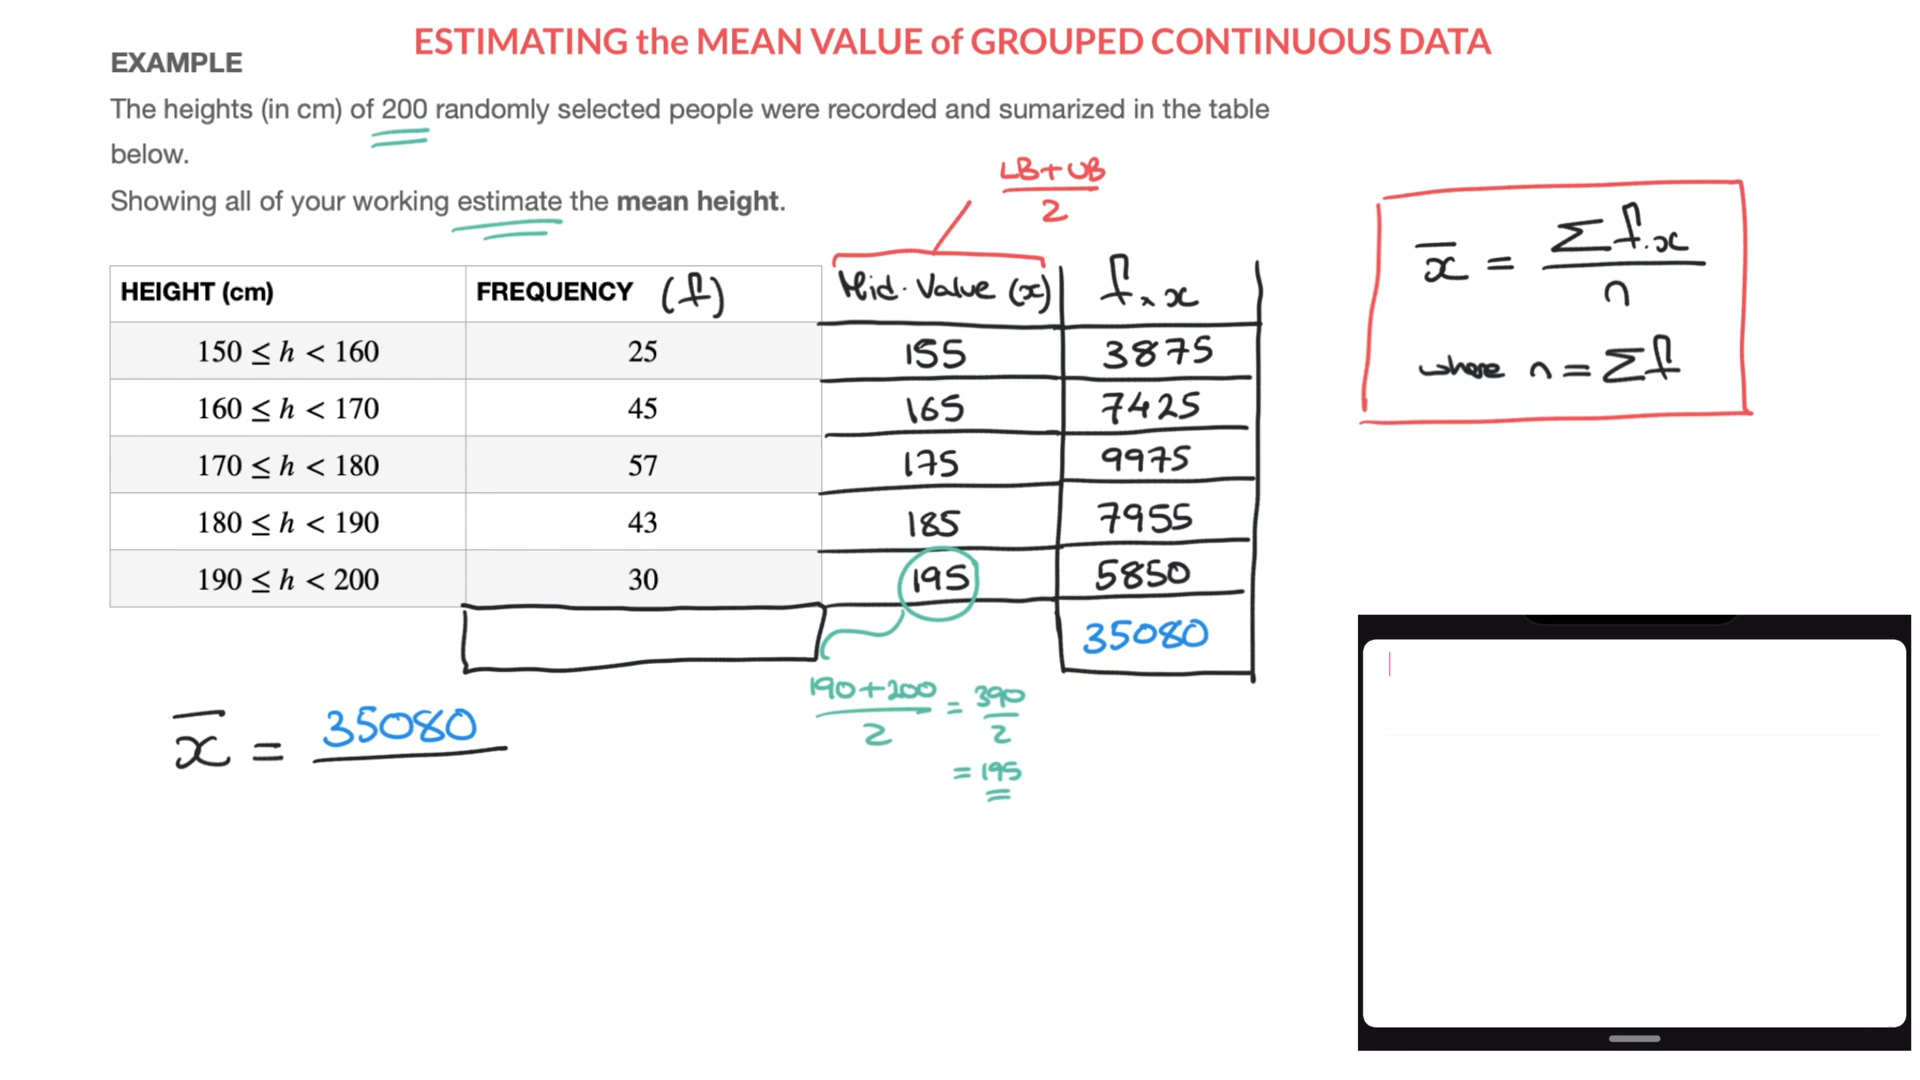 ESTIMATING the MEAN VALUE of GROUPED CONTINUOUS DATA
EXAMPLE
The heights (in cm) of 200 randomly selected people were recorded and sumarized in the table
below.
Showing all of your working estimate the mean height.
LB+UB
2
HEIGHT (cm) FREQUENCY (f) Mid. Value (x) f × x
150 ≤ h < 160 25 155 3875
160 ≤ h < 170 45 165 7425
170 ≤ h < 180 57 175 9975
180 ≤ h < 190 43 185 7955
190 ≤ h < 200 30 195 5850
35080
x̄ = Σf.x
n
where n = Σf
190+200 = 390
2 2
= 195
x̄ = 35080